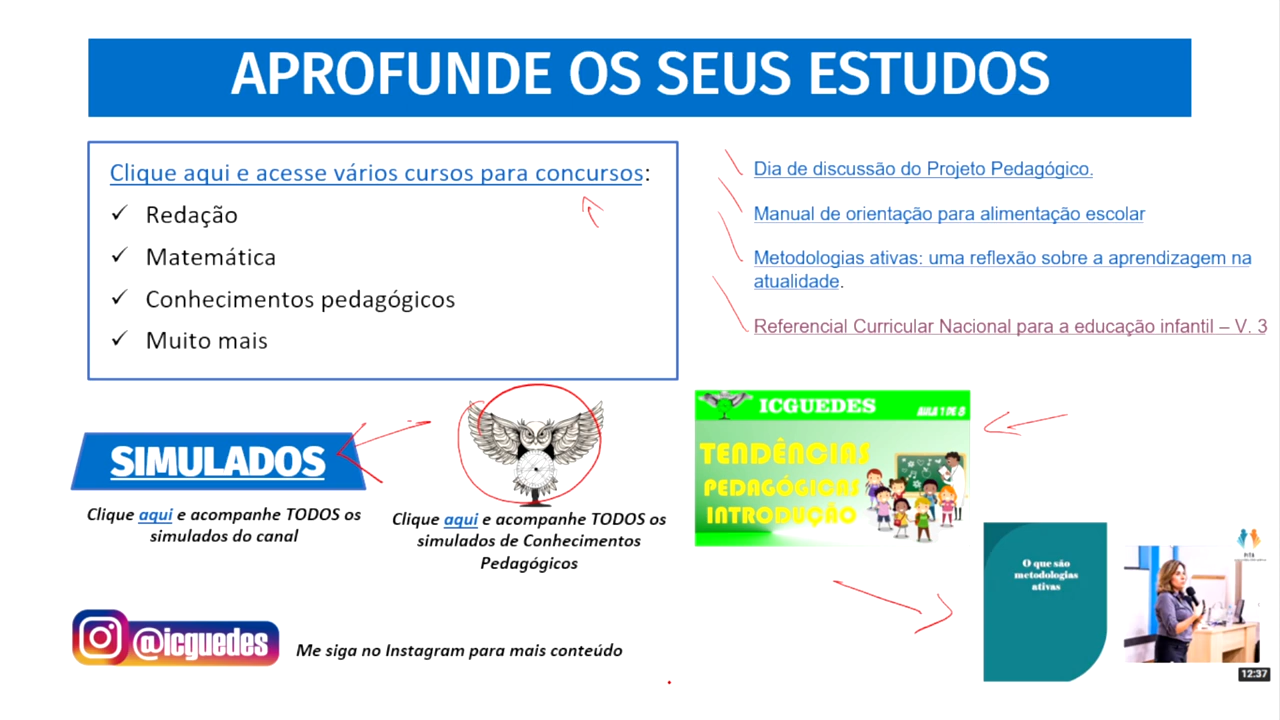 APROFUNDE OS SEUS ESTUDOS
Clique aqui e acesse vários cursos para concursos:
✓ Redação
✓ Matemática
✓ Conhecimentos pedagógicos
✓ Muito mais
Dia de discussão do Projeto Pedagógico.
Manual de orientação para alimentação escolar
Metodologias ativas: uma reflexão sobre a aprendizagem na
atualidade.
Referencial Curricular Nacional para a educação infantil – V. 3
SIMULADOS
Clique aqui e acompanhe TODOS os
simulados do canal
Clique aqui e acompanhe TODOS os
simulados de Conhecimentos
Pedagógicos
ICGUEDES
AULA 1 DE 8
TENDÊNCIAS
PEDAGÓGICAS
INTRODUÇÃO
O que são
metodologias
ativas
12:37
@icguedes
Me siga no Instagram para mais conteúdo